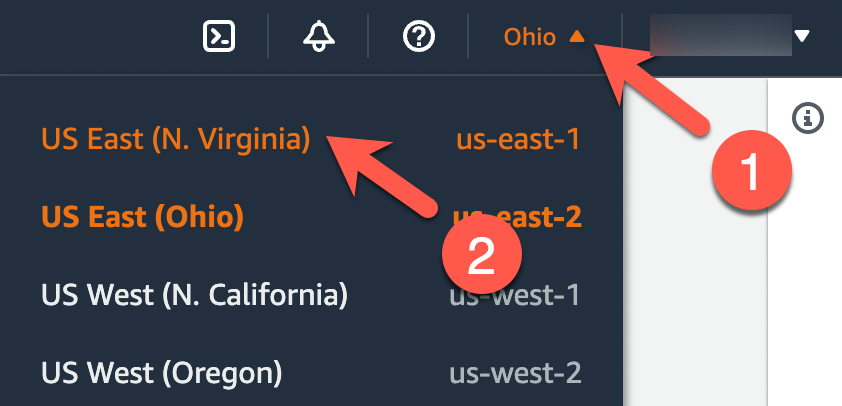 Ohio
1
US East (N. Virginia) us-east-1
US East (Ohio) us-east-2
2
US West (N. California) us-west-1
US West (Oregon) us-west-2